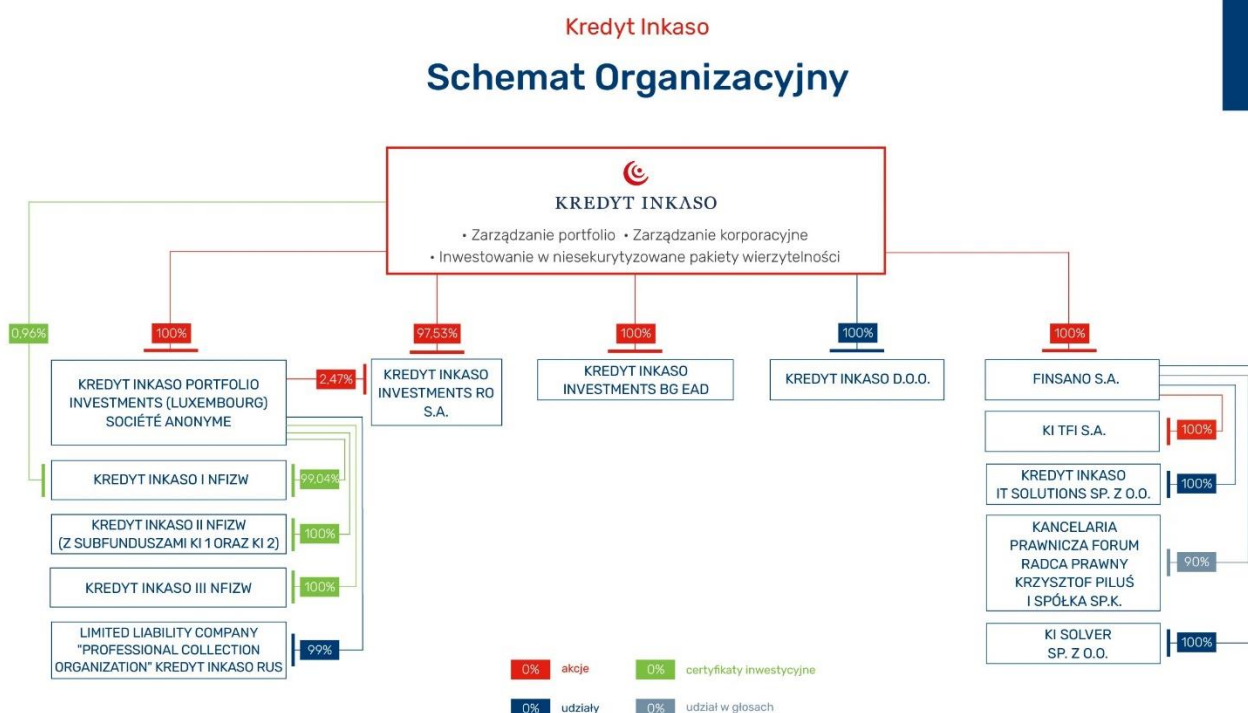 Kredyt Inkaso
Schemat Organizacyjny
KREDYT INKASO
• Zarządzanie portfolio • Zarządzanie korporacyjne
• Inwestowanie w niesekurytyzowane pakiety wierzytelności
0,96%
100%
97,53%
100%
100%
100%
KREDYT INKASO PORTFOLIO
INVESTMENTS (LUXEMBOURG)
SOCIÉTÉ ANONYME
2,47%
KREDYT INKASO
INVESTMENTS RO
S.A.
KREDYT INKASO
INVESTMENTS BG EAD
KREDYT INKASO D.O.O.
FINSANO S.A.
KI TFI S.A.
100%
KREDYT INKASO I NFIZW
99,04%
KREDYT INKASO
IT SOLUTIONS SP. Z O.O.
100%
KREDYT INKASO II NFIZW
(Z SUBFUNDUSZAMI KI 1 ORAZ KI 2)
100%
KANCELARIA
PRAWNICZA FORUM
RADCA PRAWNY
KRZYSZTOF PILUŚ
I SPÓŁKA SP.K.
90%
KREDYT INKASO III NFIZW
100%
LIMITED LIABILITY COMPANY
"PROFESSIONAL COLLECTION
ORGANIZATION" KREDYT INKASO RUS
99%
KI SOLVER
SP. Z O.O.
100%
0% akcje
0% certyfikaty inwestycyjne
0% udziały
0% udział w głosach